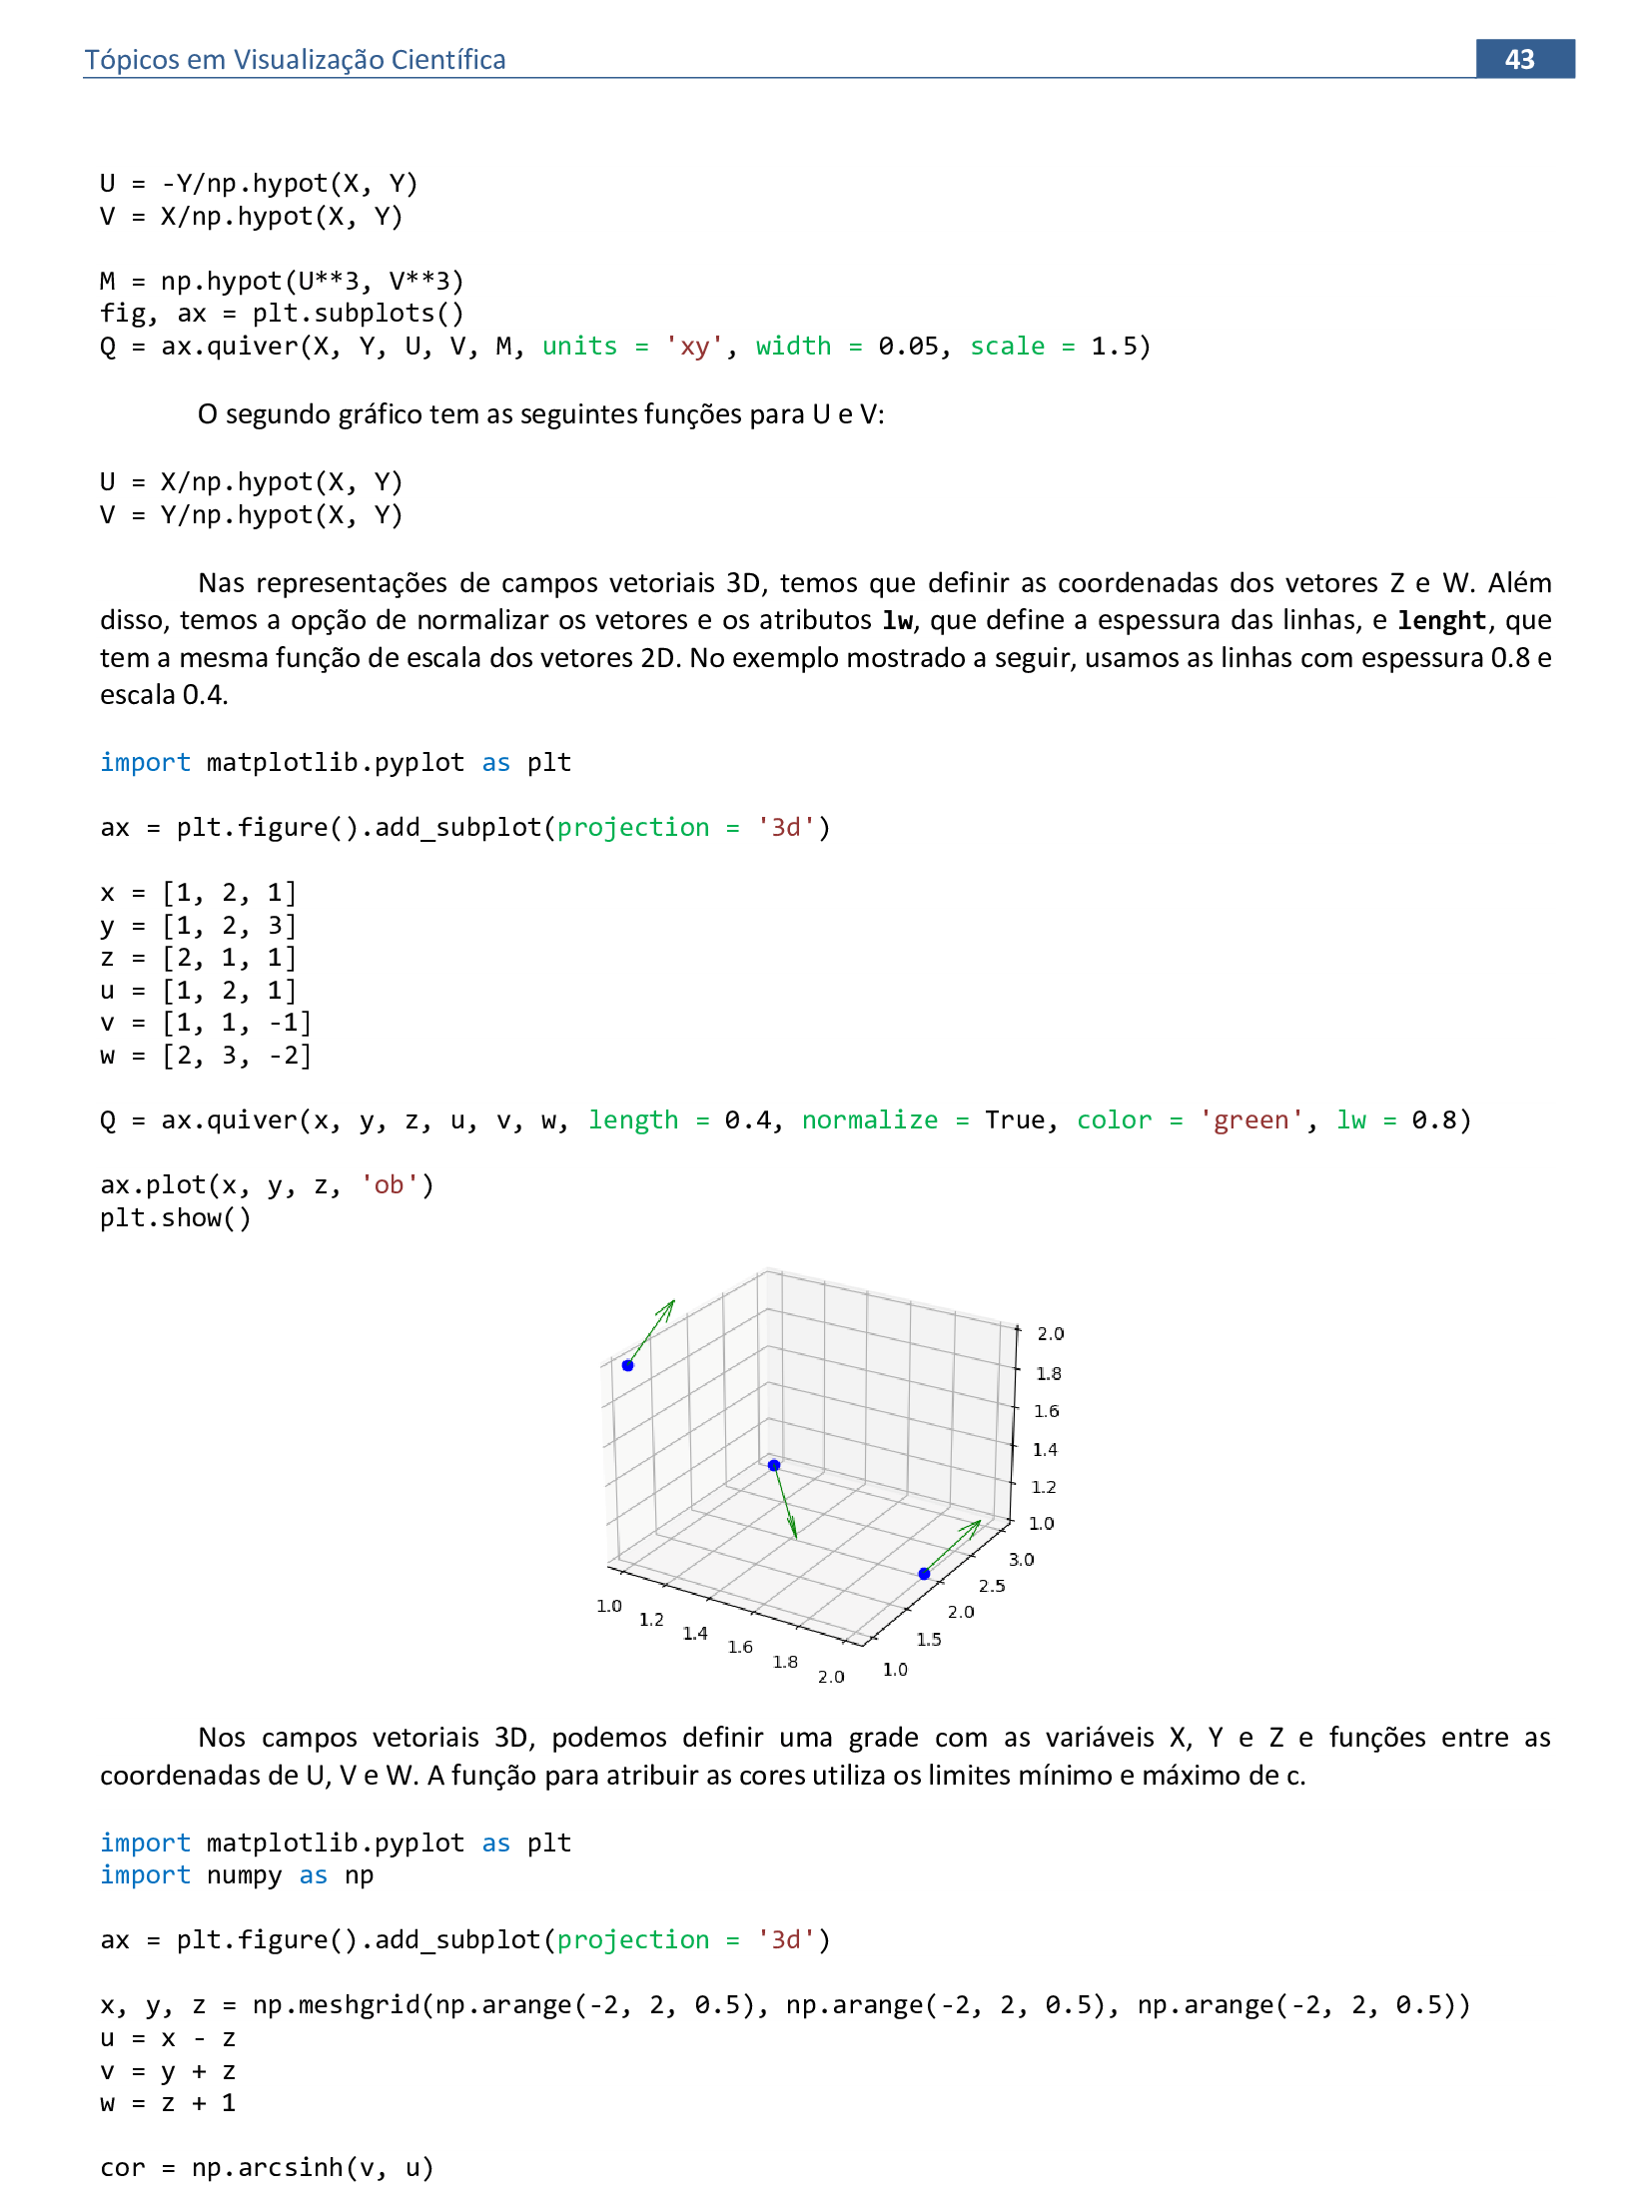 Tópicos em Visualização Científica 43
U = -Y/np.hypot(X, Y)
V = X/np.hypot(X, Y)
M = np.hypot(U**3, V**3)
fig, ax = plt.subplots()
Q = ax.quiver(X, Y, U, V, M, units = 'xy', width = 0.05, scale = 1.5)
O segundo gráfico tem as seguintes funções para U e V:
U = X/np.hypot(X, Y)
V = Y/np.hypot(X, Y)
Nas representações de campos vetoriais 3D, temos que definir as coordenadas dos vetores Z e W. Além
disso, temos a opção de normalizar os vetores e os atributos lw, que define a espessura das linhas, e lenght, que
tem a mesma função de escala dos vetores 2D. No exemplo mostrado a seguir, usamos as linhas com espessura 0.8 e
escala 0.4.
import matplotlib.pyplot as plt
ax = plt.figure().add_subplot(projection = '3d')
x = [1, 2, 1]
y = [1, 2, 3]
z = [2, 1, 1]
u = [1, 2, 1]
v = [1, 1, -1]
w = [2, 3, -2]
Q = ax.quiver(x, y, z, u, v, w, length = 0.4, normalize = True, color = 'green', lw = 0.8)
ax.plot(x, y, z, 'ob')
plt.show()
2.0
1.8
1.6
1.4
1.2
1.0
3.0
2.5
2.0
1.5
1.0
1.0
1.2
1.4
1.6
1.8
2.0
Nos campos vetoriais 3D, podemos definir uma grade com as variáveis X, Y e Z e funções entre as
coordenadas de U, V e W. A função para atribuir as cores utiliza os limites mínimo e máximo de c.
import matplotlib.pyplot as plt
import numpy as np
ax = plt.figure().add_subplot(projection = '3d')
x, y, z = np.meshgrid(np.arange(-2, 2, 0.5), np.arange(-2, 2, 0.5), np.arange(-2, 2, 0.5))
u = x - z
v = y + z
w = z + 1
cor = np.arcsinh(v, u)